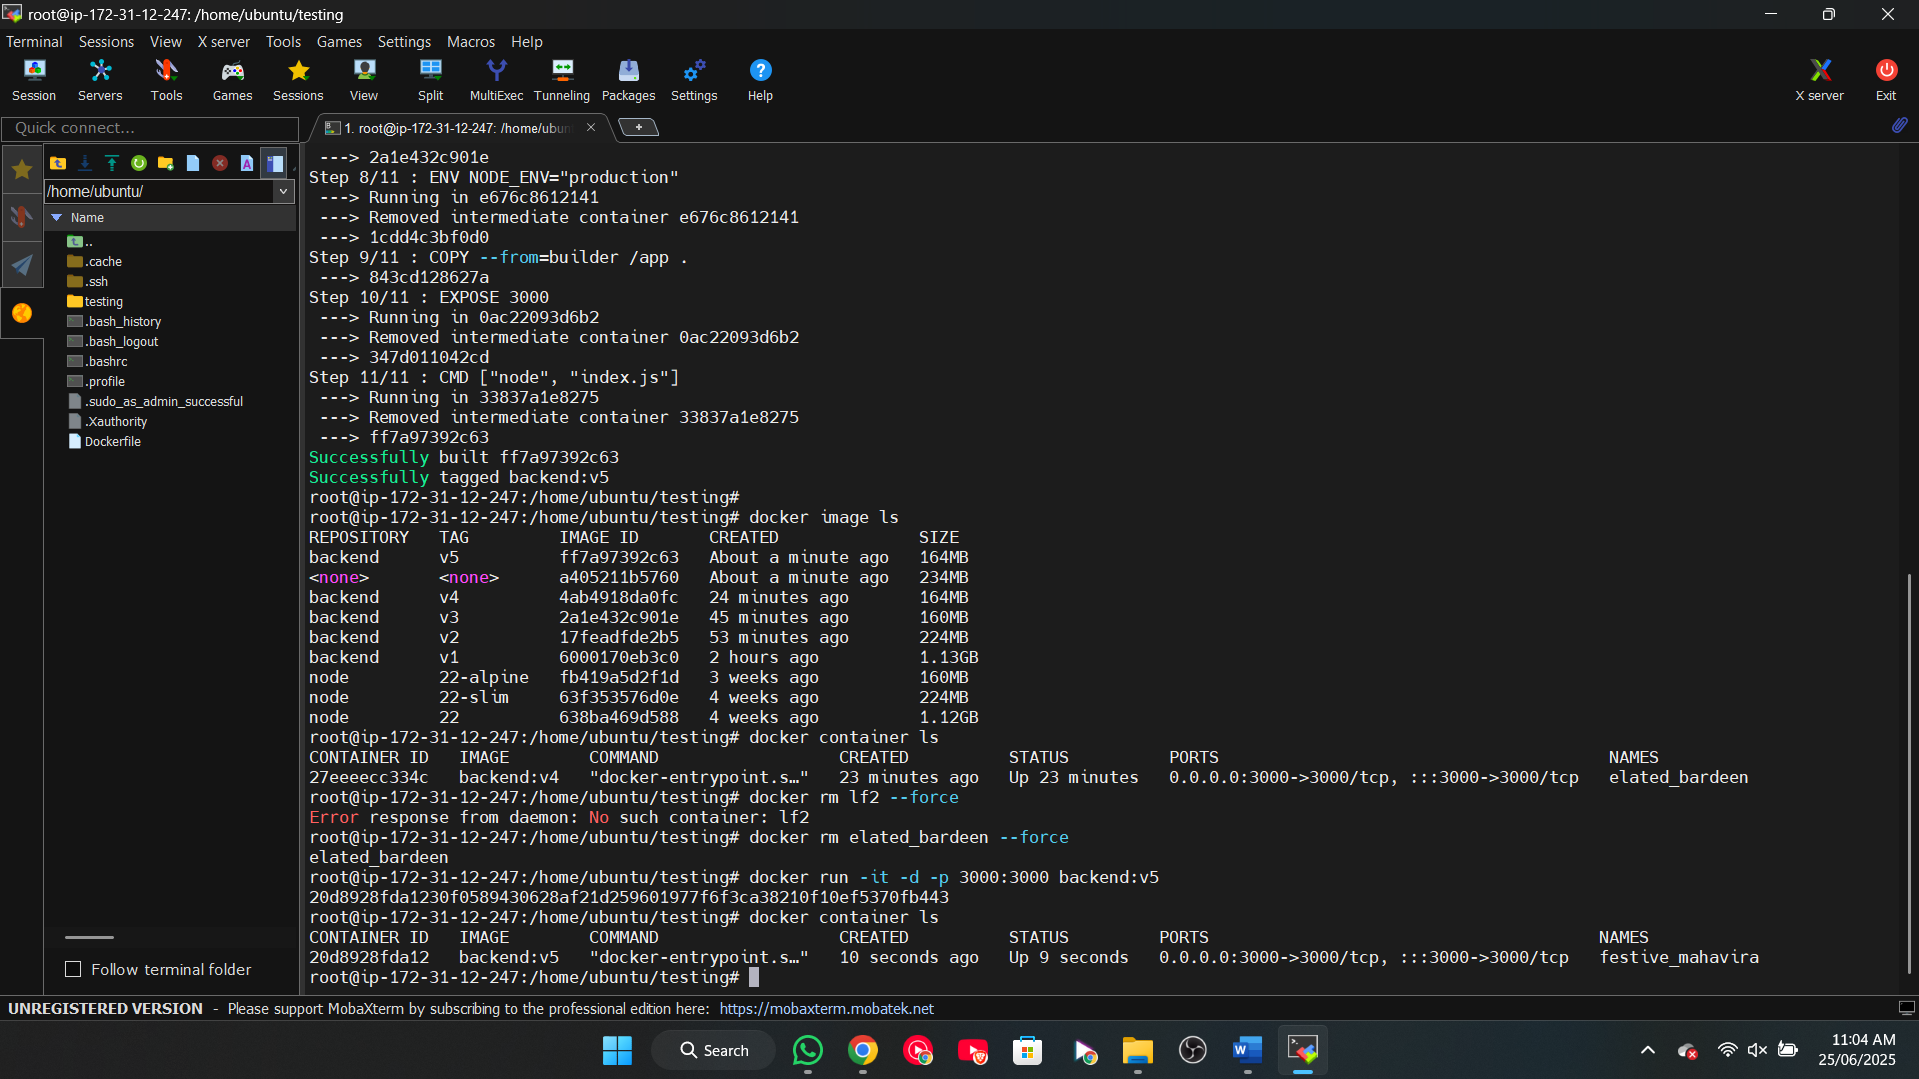 root@ip-172-31-12-247: /home/ubuntu/testing
Terminal Sessions View X server Tools Games Settings Macros Help
Session Servers Tools Games Sessions View Split MultiExec Tunneling Packages Settings Help X server Exit
Quick connect...
1. root@ip-172-31-12-247: /home/ubun
/home/ubuntu/
Name
..
.cache
.ssh
testing
.bash_history
.bash_logout
.bashrc
.profile
.sudo_as_admin_successful
.Xauthority
Dockerfile
Follow terminal folder
---> 2a1e432c901e
Step 8/11 : ENV NODE_ENV="production"
---> Running in e676c8612141
---> Removed intermediate container e676c8612141
---> 1cdd4c3bf0d0
Step 9/11 : COPY --from=builder /app .
---> 843cd128627a
Step 10/11 : EXPOSE 3000
---> Running in 0ac22093d6b2
---> Removed intermediate container 0ac22093d6b2
---> 347d011042cd
Step 11/11 : CMD ["node", "index.js"]
---> Running in 33837a1e8275
---> Removed intermediate container 33837a1e8275
---> ff7a97392c63
Successfully built ff7a97392c63
Successfully tagged backend:v5
root@ip-172-31-12-247:/home/ubuntu/testing#
root@ip-172-31-12-247:/home/ubuntu/testing# docker image ls
REPOSITORY TAG IMAGE ID CREATED SIZE
backend v5 ff7a97392c63 About a minute ago 164MB
<none> <none> a405211b5760 About a minute ago 234MB
backend v4 4ab4918da0fc 24 minutes ago 164MB
backend v3 2a1e432c901e 45 minutes ago 160MB
backend v2 17feadfde2b5 53 minutes ago 224MB
backend v1 6000170eb3c0 2 hours ago 1.13GB
node 22-alpine fb419a5d2f1d 3 weeks ago 160MB
node 22-slim 63f353576d0e 4 weeks ago 224MB
node 22 638ba469d588 4 weeks ago 1.12GB
root@ip-172-31-12-247:/home/ubuntu/testing# docker container ls
CONTAINER ID IMAGE COMMAND CREATED STATUS PORTS NAMES
27eeeecc334c backend:v4 "docker-entrypoint.s…" 23 minutes ago Up 23 minutes 0.0.0.0:3000->3000/tcp, :::3000->3000/tcp elated_bardeen
root@ip-172-31-12-247:/home/ubuntu/testing# docker rm lf2 --force
Error response from daemon: No such container: lf2
root@ip-172-31-12-247:/home/ubuntu/testing# docker rm elated_bardeen --force
elated_bardeen
root@ip-172-31-12-247:/home/ubuntu/testing# docker run -it -d -p 3000:3000 backend:v5
20d8928fda1230f0589430628af21d259601977f6f3ca38210f10ef5370fb443
root@ip-172-31-12-247:/home/ubuntu/testing# docker container ls
CONTAINER ID IMAGE COMMAND CREATED STATUS PORTS NAMES
20d8928fda12 backend:v5 "docker-entrypoint.s…" 10 seconds ago Up 9 seconds 0.0.0.0:3000->3000/tcp, :::3000->3000/tcp festive_mahavira
root@ip-172-31-12-247:/home/ubuntu/testing#
UNREGISTERED VERSION - Please support MobaXterm by subscribing to the professional edition here: https://mobaxterm.mobatek.net
Search
11:04 AM
25/06/2025